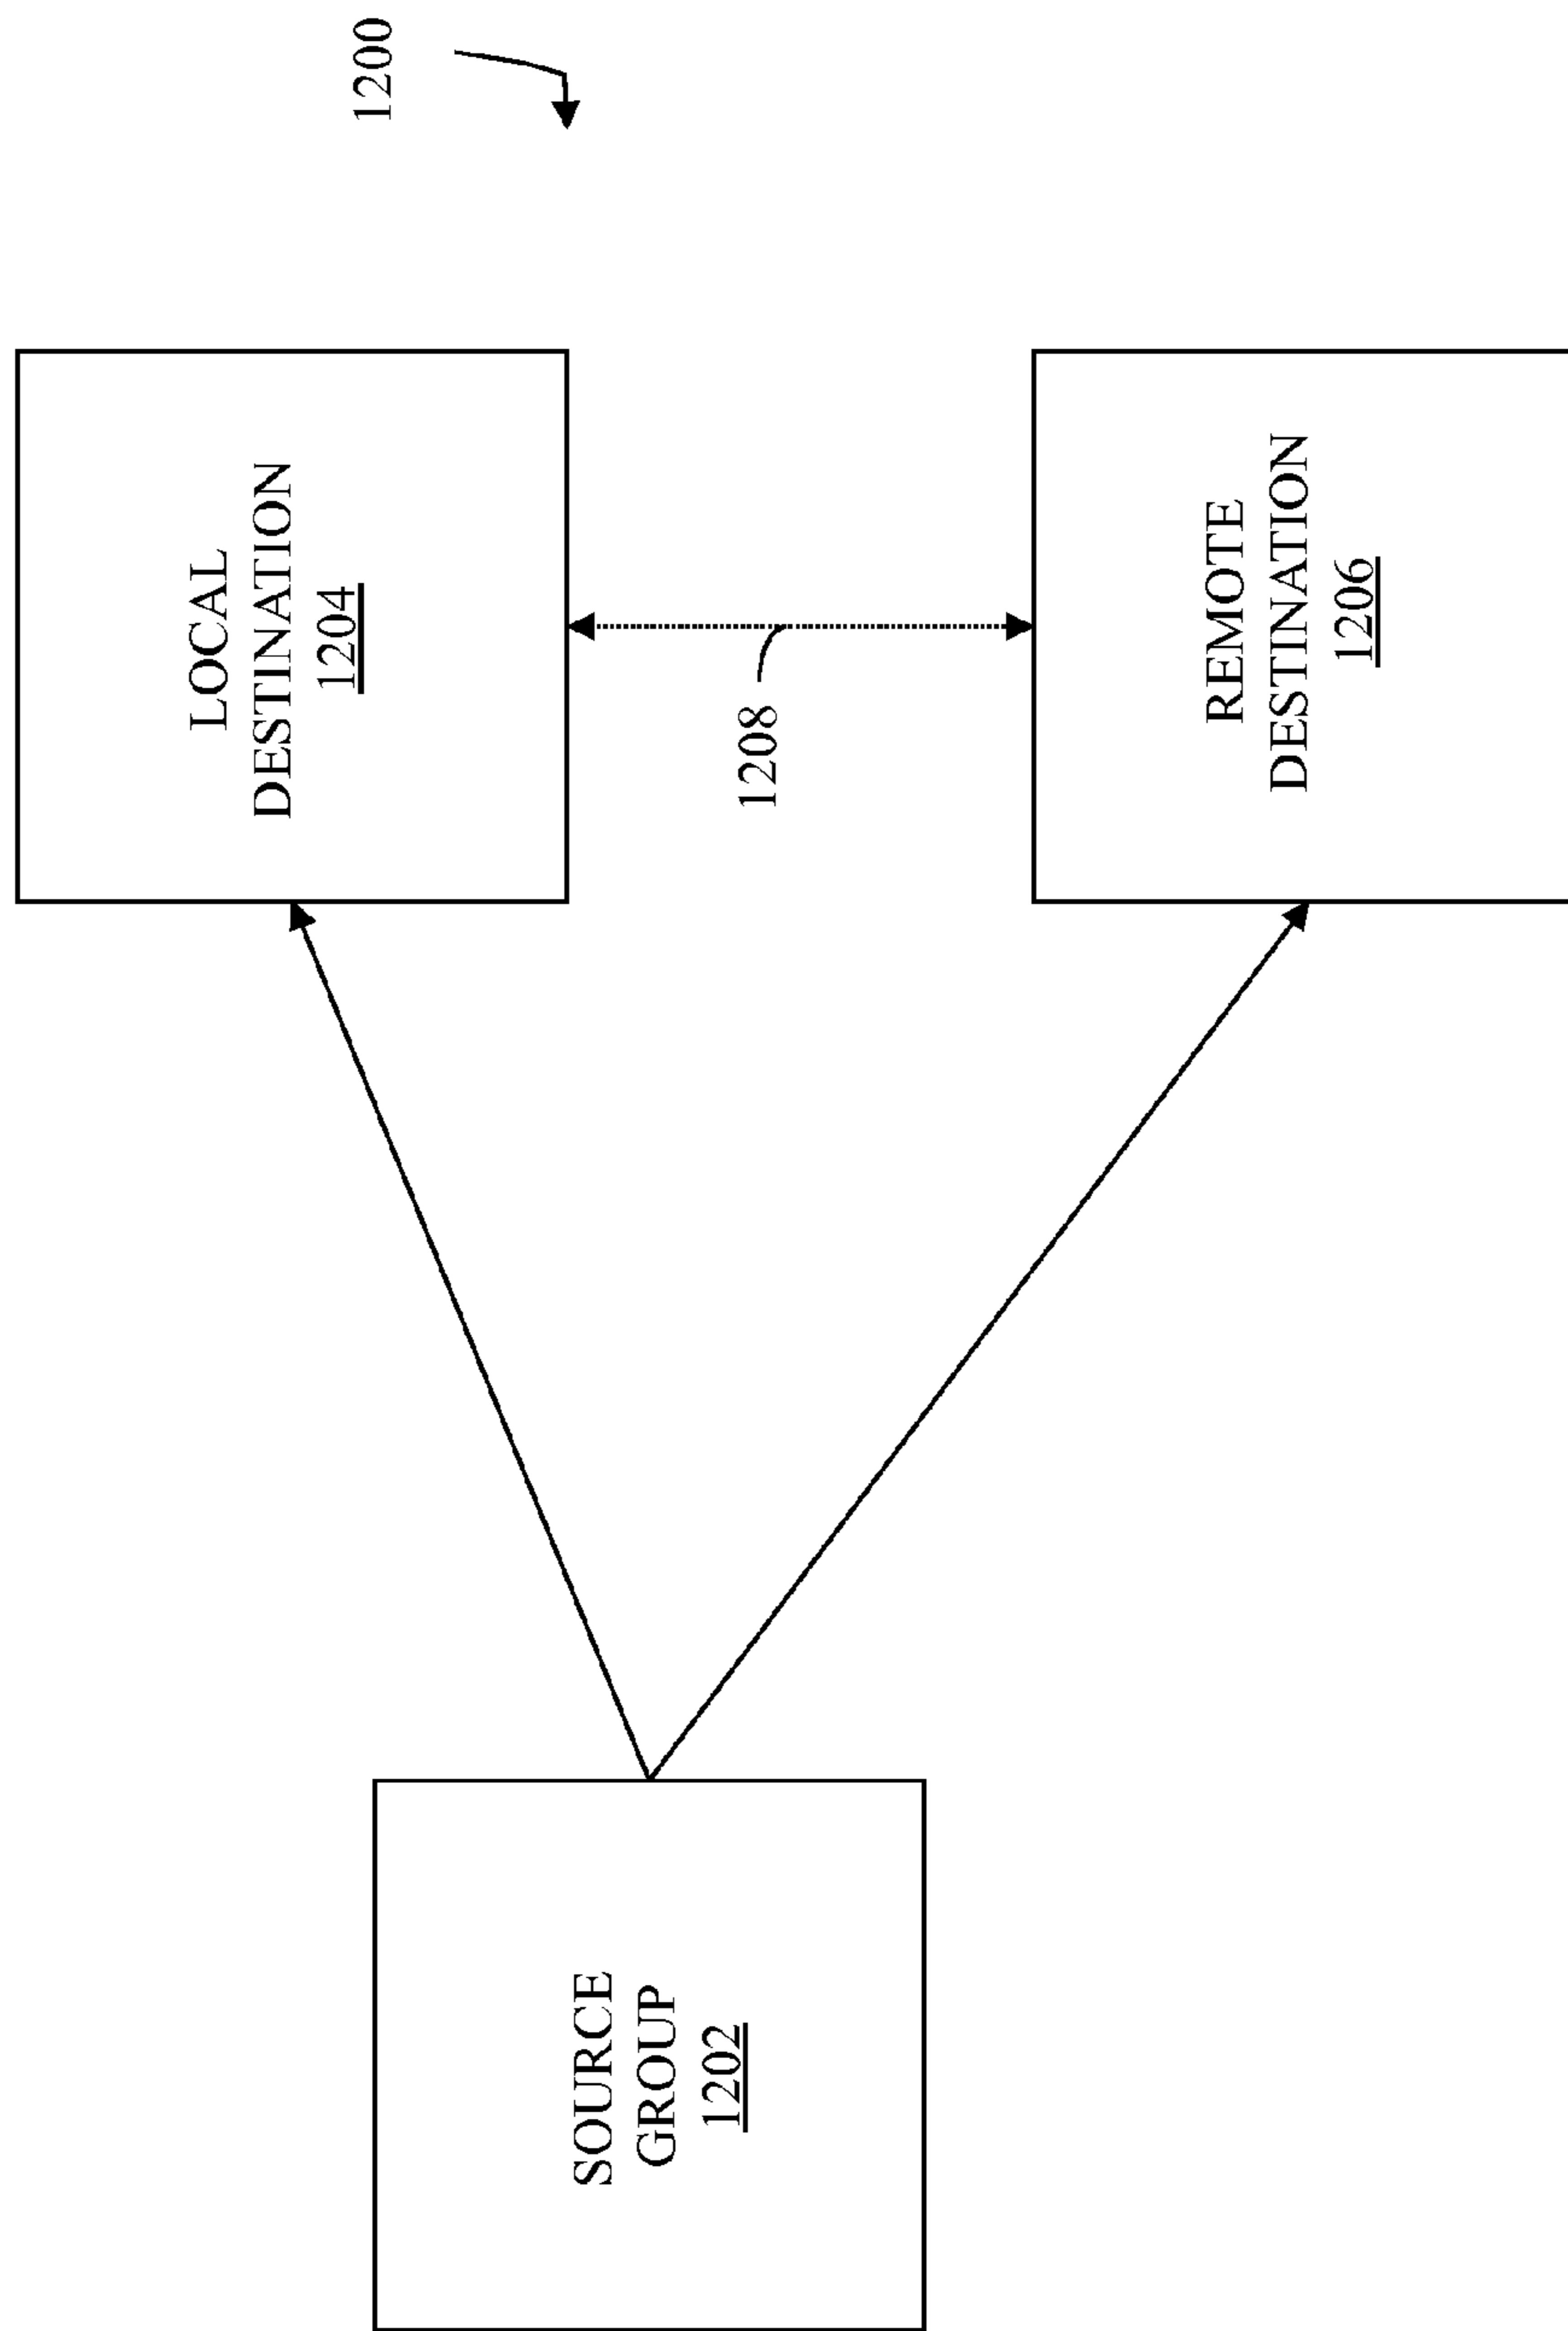 1200
LOCAL
DESTINATION
1204
1208
REMOTE
DESTINATION
1206
SOURCE
GROUP
1202